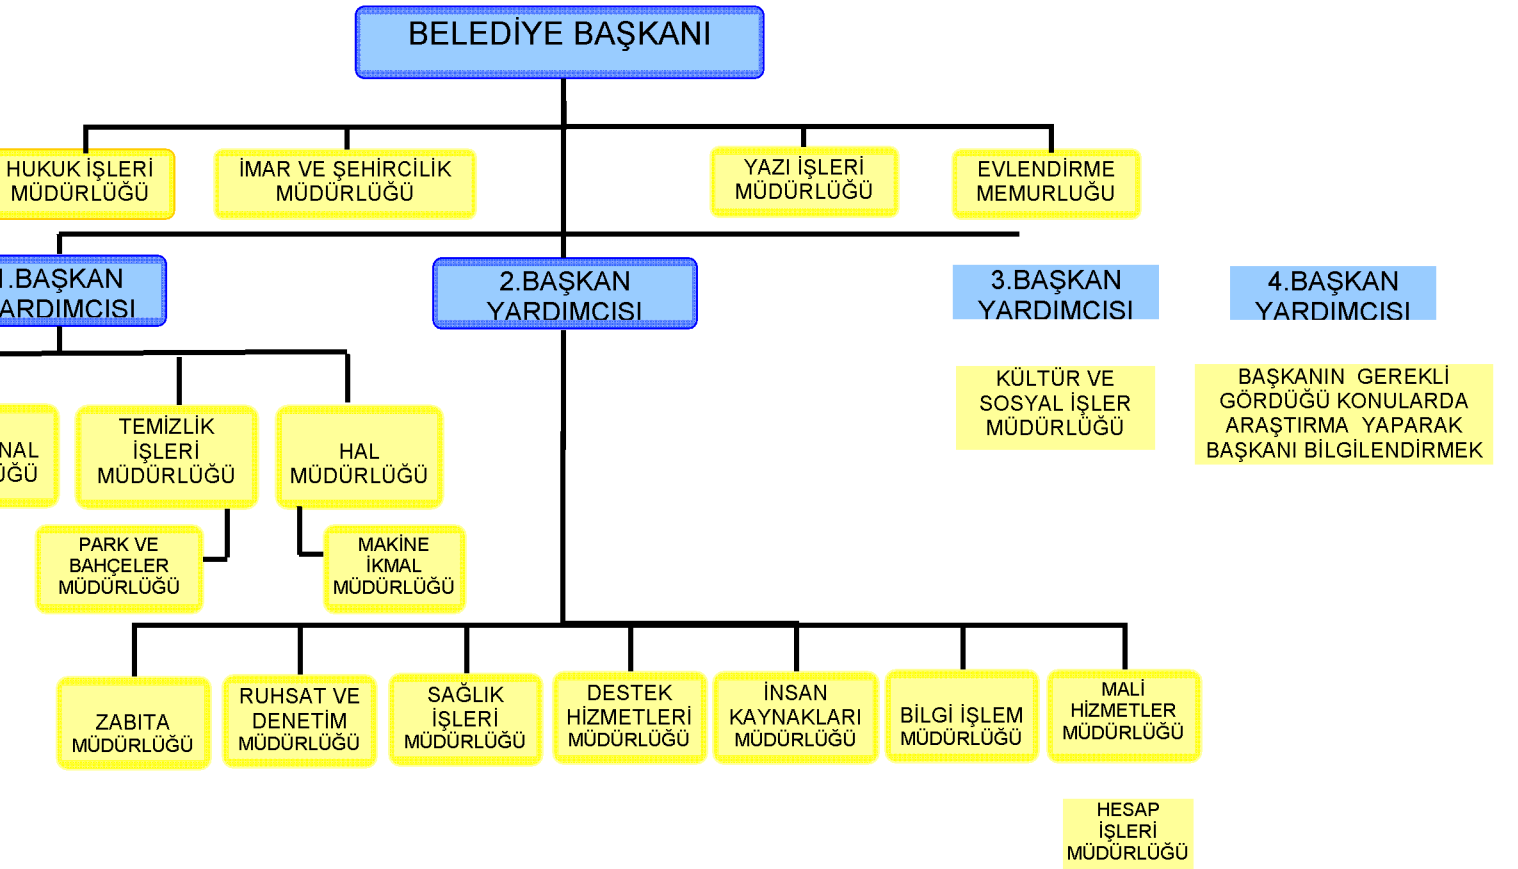 BELEDİYE BAŞKANI
HUKUK İŞLERİ
MÜDÜRLÜĞÜ
İMAR VE ŞEHİRCİLİK
MÜDÜRLÜĞÜ
YAZI İŞLERİ
MÜDÜRLÜĞÜ
EVLENDİRME
MEMURLUĞU
1.BAŞKAN
YARDIMCISI
2.BAŞKAN
YARDIMCISI
3.BAŞKAN
YARDIMCISI
4.BAŞKAN
YARDIMCISI
KÜLTÜR VE
SOSYAL İŞLER
MÜDÜRLÜĞÜ
BAŞKANIN GEREKLİ
GÖRDÜĞÜ KONULARDA
ARAŞTIRMA YAPARAK
BAŞKANI BİLGİLENDİRMEK
TEMİZLİK
İŞLERİ
MÜDÜRLÜĞÜ
HAL
MÜDÜRLÜĞÜ
PARK VE
BAHÇELER
MÜDÜRLÜĞÜ
MAKİNE
İKMAL
MÜDÜRLÜĞÜ
ZABITA
MÜDÜRLÜĞÜ
RUHSAT VE
DENETİM
MÜDÜRLÜĞÜ
SAĞLIK
İŞLERİ
MÜDÜRLÜĞÜ
DESTEK
HİZMETLERİ
MÜDÜRLÜĞÜ
İNSAN
KAYNAKLARI
MÜDÜRLÜĞÜ
BİLGİ İŞLEM
MÜDÜRLÜĞÜ
MALİ
HİZMETLER
MÜDÜRLÜĞÜ
HESAP
İŞLERİ
MÜDÜRLÜĞÜ